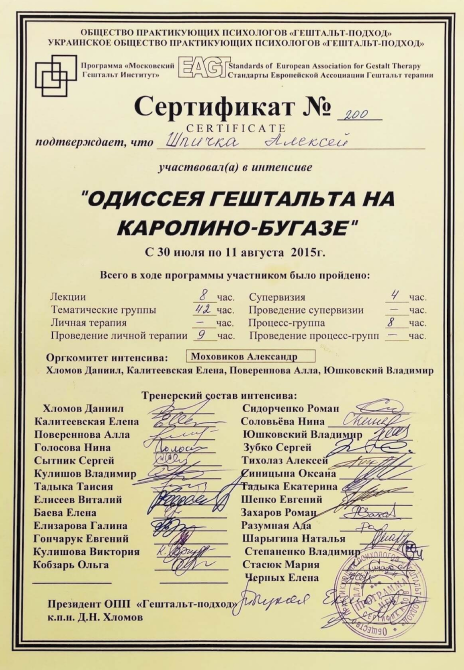 ОБЩЕСТВО ПРАКТИКУЮЩИХ ПСИХОЛОГОВ «ГЕШТАЛЬТ-ПОДХОД»
УКРАИНСКОЕ ОБЩЕСТВО ПРАКТИКУЮЩИХ ПСИХОЛОГОВ «ГЕШТАЛЬТ-ПОДХОД»
Программа «Московский Гештальт Институт»
EAGT
Standards of European Association for Gestalt Therapy
Стандарты Европейской Ассоциации Гештальт терапии
Сертификат № 200
CERTIFICATE
подтверждает, что Шпичка Алексей
участвовал(а) в интенсиве
"ОДИССЕЯ ГЕШТАЛЬТА НА
КАРОЛИНО-БУГАЗЕ"
С 30 июля по 11 августа 2015г.
Всего в ходе программы участником было пройдено:
Лекции 8 час. Супервизия 4 час.
Тематические группы 42 час. Проведение супервизии – час.
Личная терапия – час. Процесс-группа 8 час.
Проведение личной терапии 9 час. Проведение процесс-групп – час.
Оргкомитет интенсива: Моховиков Александр
Хломов Даниил, Калитеевская Елена, Повереннова Алла, Юшковский Владимир
Тренерский состав интенсива:
Хломов Даниил Сидорченко Роман
Калитеевская Елена Соловьёва Нина
Повереннова Алла Юшковский Владимир
Голосова Нина Зубко Сергей
Сытник Сергей Тихолаз Алексей
Кулишов Владимир Синицына Оксана
Тадыка Таисия Тадыка Екатерина
Елисеев Виталий Шепко Евгений
Баева Елена Захаров Роман
Елизарова Галина Разумная Ада
Гончарук Евгений Шарыгина Наталья
Кулишова Виктория Степаненко Владимир
Кобзарь Ольга Стасюк Мария
Черных Елена
Президент ОПП «Гештальт-подход»
к.п.н. Д.Н. Хломов